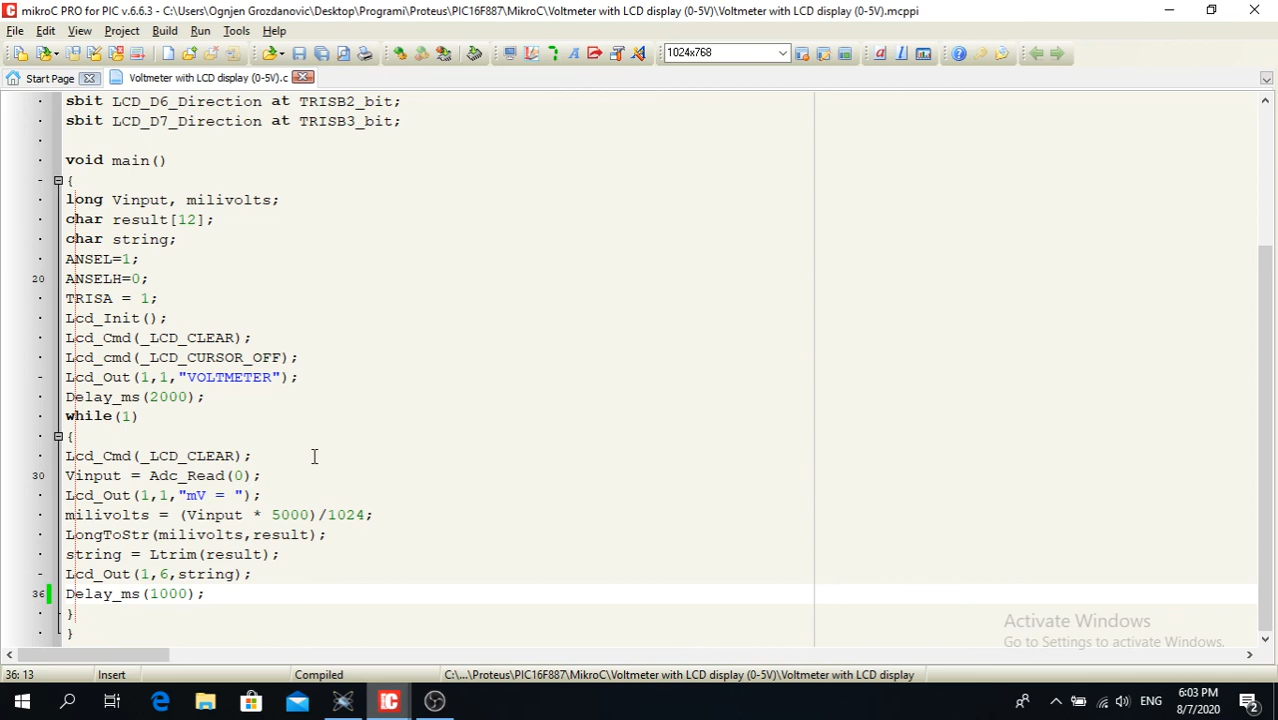 mikroC PRO for PIC v.6.6.3 - C:\Users\Ognjen Grozdanovic\Desktop\Programi\Proteus\PIC16F887\MikroC\Voltmeter with LCD display (0-5V)\Voltmeter with LCD display (0-5V).mcppi
File Edit View Project Build Run Tools Help
1024x768
Start Page Voltmeter with LCD display (0-5V).c
sbit LCD_D6_Direction at TRISB2_bit;
sbit LCD_D7_Direction at TRISB3_bit;
void main()
{
long Vinput, milivolts;
char result[12];
char string;
ANSEL=1;
20 ANSELH=0;
TRISA = 1;
Lcd_Init();
Lcd_Cmd(_LCD_CLEAR);
Lcd_cmd(_LCD_CURSOR_OFF);
Lcd_Out(1,1,"VOLTMETER");
Delay_ms(2000);
while(1)
{
Lcd_Cmd(_LCD_CLEAR);
30 Vinput = Adc_Read(0);
Lcd_Out(1,1,"mV = ");
milivolts = (Vinput * 5000)/1024;
LongToStr(milivolts,result);
string = Ltrim(result);
Lcd_Out(1,6,string);
36 Delay_ms(1000);
}
}
Activate Windows
Go to Settings to activate Windows.
36: 13 Insert Compiled C:\...\Proteus\PIC16F887\MikroC\Voltmeter with LCD display (0-5V)\Voltmeter with LCD display (0-5V).mcppi
ENG
6:03 PM
8/7/2020
2